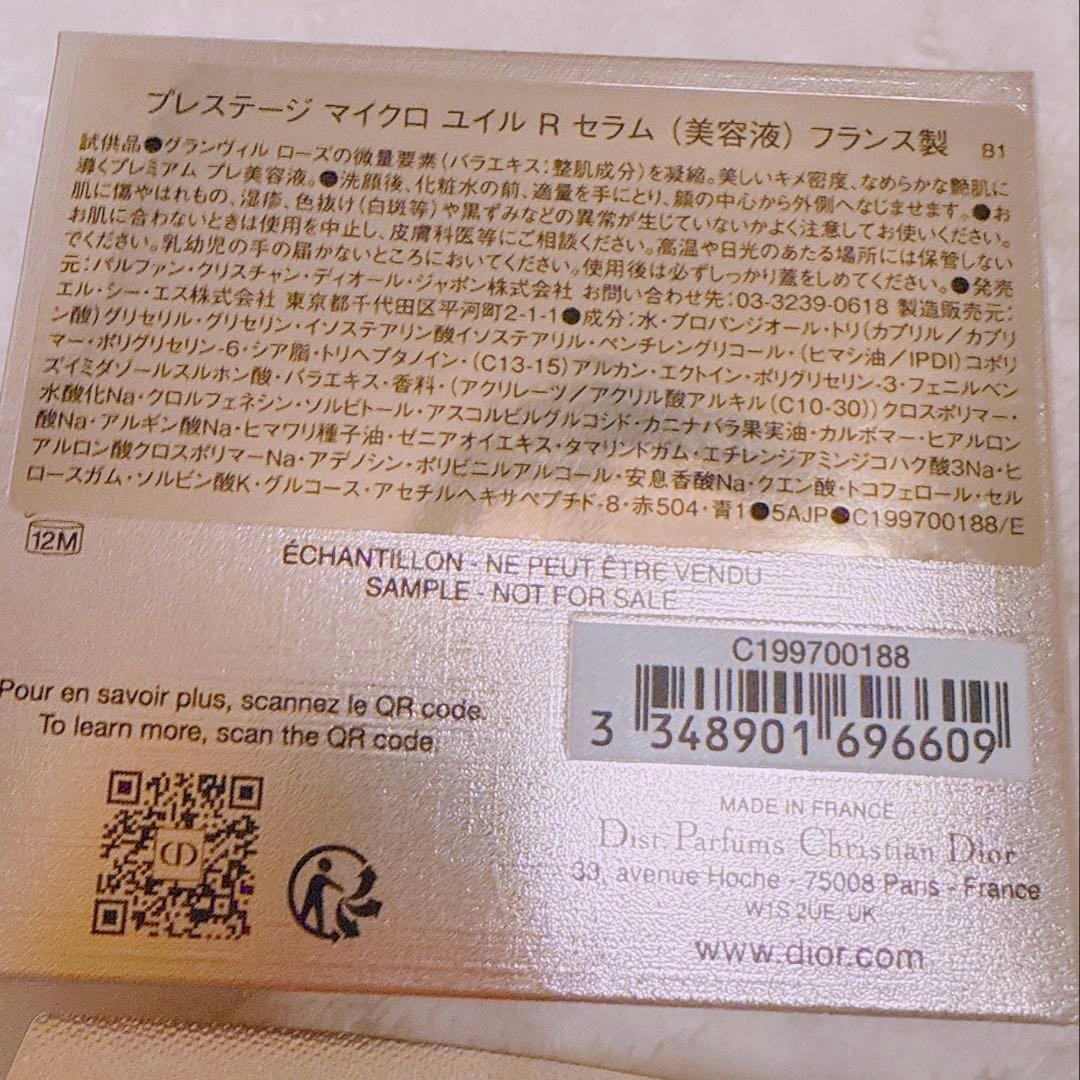 プレステージ マイクロ ユイル R セラム（美容液）フランス製 B1
試供品●グランヴィル ローズの微量要素（バラエキス：整肌成分）を凝縮。美しいキメ密度、なめらかな艶肌に
導くプレミアム プレ美容液。●洗顔後、化粧水の前、適量を手にとり、顔の中心から外側へなじませます。●お
肌に傷やはれもの、湿疹、色抜け（白斑等）や黒ずみなどの異常が生じていないかよく注意してお使いください。
お肌に合わないときは使用を中止し、皮膚科医等にご相談ください。高温や日光のあたる場所には保管しない
でください。乳幼児の手の届かないところにおいてください。使用後は必ずしっかり蓋をしめてください。●発売
元：パルファン・クリスチャン・ディオール・ジャポン株式会社 お問い合わせ先：03-3239-0618 製造販売元：
エル・シー・エス株式会社 東京都千代田区平河町2-1-1●成分：水・プロパンジオール・トリ（カプリル／カプリ
ン酸）グリセリル・グリセリン・イソステアリン酸イソステアリル・ペンチレングリコール・（ヒマシ油／IPDI）コポリ
マー・ポリグリセリン-6・シア脂・トリヘプタノイン・（C13-15）アルカン・エクトイン・ポリグリセリン-3・フェニルベン
ズイミダゾールスルホン酸・バラエキス・香料・（アクリレーツ／アクリル酸アルキル（C10-30））クロスポリマー・
水酸化Na・クロルフェネシン・ソルビトール・アスコルビルグルコシド・カニナバラ果実油・カルボマー・ヒアルロン
酸Na・アルギン酸Na・ヒマワリ種子油・ゼニアオイエキス・タマリンドガム・エチレンジアミンジコハク酸3Na・ヒ
アルロン酸クロスポリマーNa・アデノシン・ポリビニルアルコール・安息香酸Na・クエン酸・トコフェロール・セル
ロースガム・ソルビン酸K・グルコース・アセチルヘキサペプチド-8・赤504・青1●5AJP●C199700188/E
12M
ÉCHANTILLON - NE PEUT ÊTRE VENDU
SAMPLE - NOT FOR SALE
C199700188
3 348901 696609
Pour en savoir plus, scannez le QR code.
To learn more, scan the QR code.
CD
MADE IN FRANCE
Dist Parfums Christian Dior
33, avenue Hoche 75008 Paris - France
W1S 2UE UK
www.dior.com